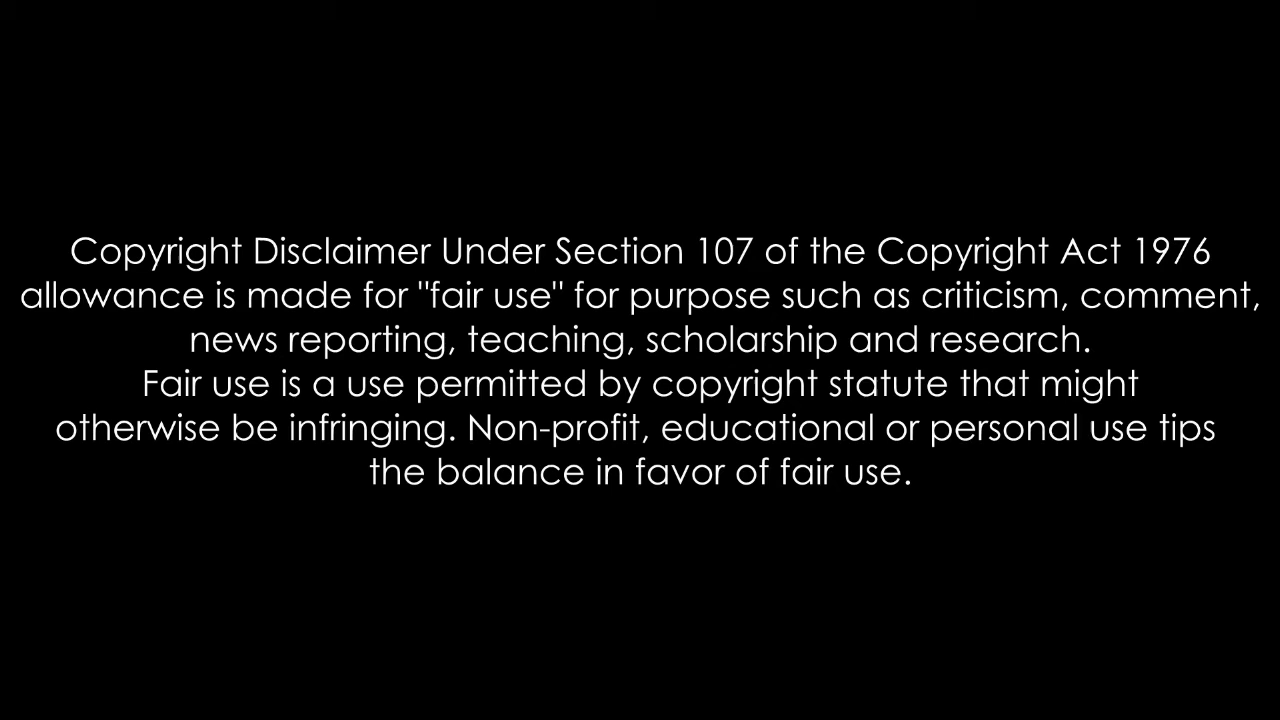 Copyright Disclaimer Under Section 107 of the Copyright Act 1976
allowance is made for "fair use" for purpose such as criticism, comment,
news reporting, teaching, scholarship and research.
Fair use is a use permitted by copyright statute that might
otherwise be infringing. Non-profit, educational or personal use tips
the balance in favor of fair use.